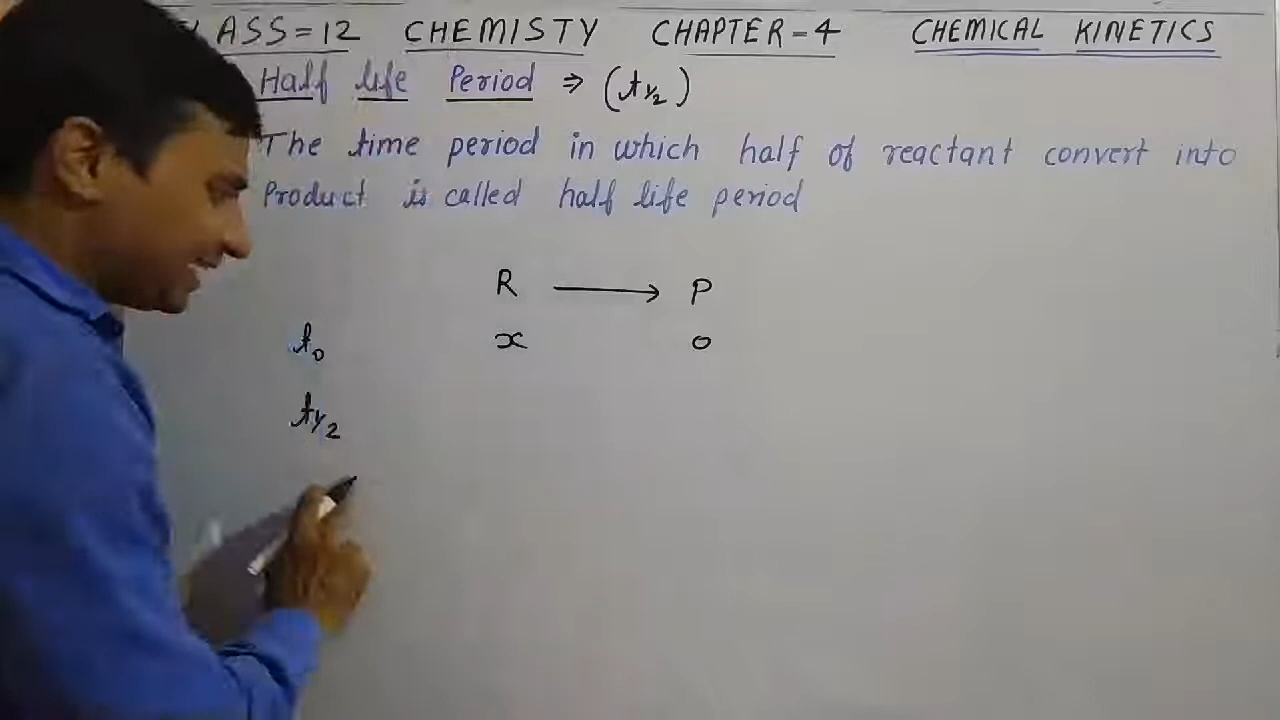 ASS=12 CHEMISTY CHAPTER-4 CHEMICAL KINETICS
Half life Period ⇒ (t1/2)
The time period in which half of reactant convert into
Product is called half life period
R ⟶ P
t0 x 0
t1/2